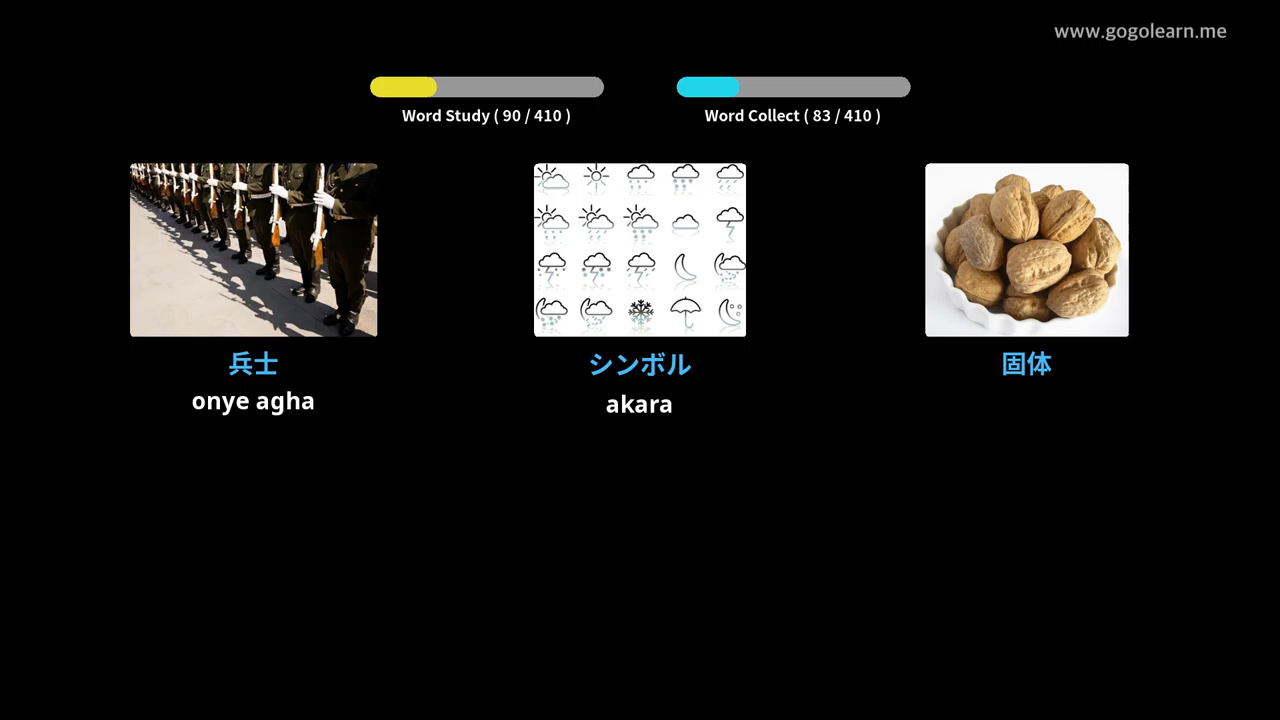 www.gogolearn.me
Word Study ( 90 / 410 )
Word Collect ( 83 / 410 )
兵士
onye agha
シンボル
akara
固体